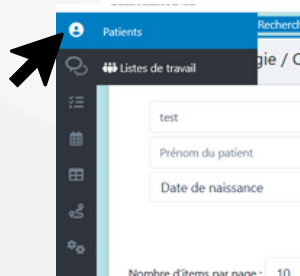 Patients
Recherch
Listes de travail
gie / C
test
Prénom du patient
Date de naissance
Nombre d'items par page : 10